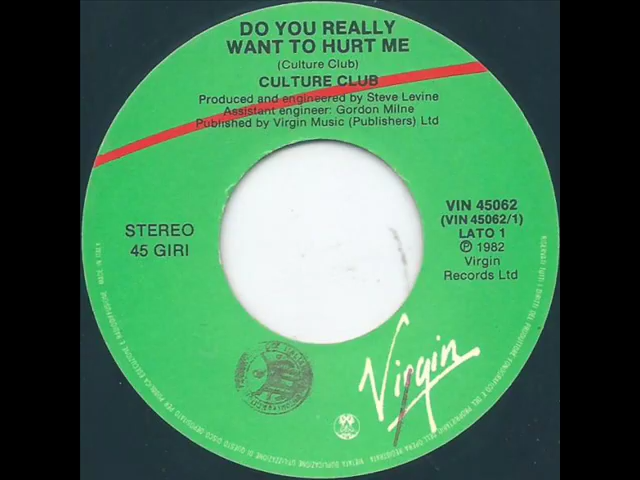 DO YOU REALLY
WANT TO HURT ME
(Culture Club)
CULTURE CLUB
Produced and engineered by Steve Levine
Assistant engineer: Gordon Milne
Published by Virgin Music (Publishers) Ltd
STEREO
45 GIRI
VIN 45062
(VIN 45062/1)
LATO 1
℗ 1982
Virgin
Records Ltd
Virgin